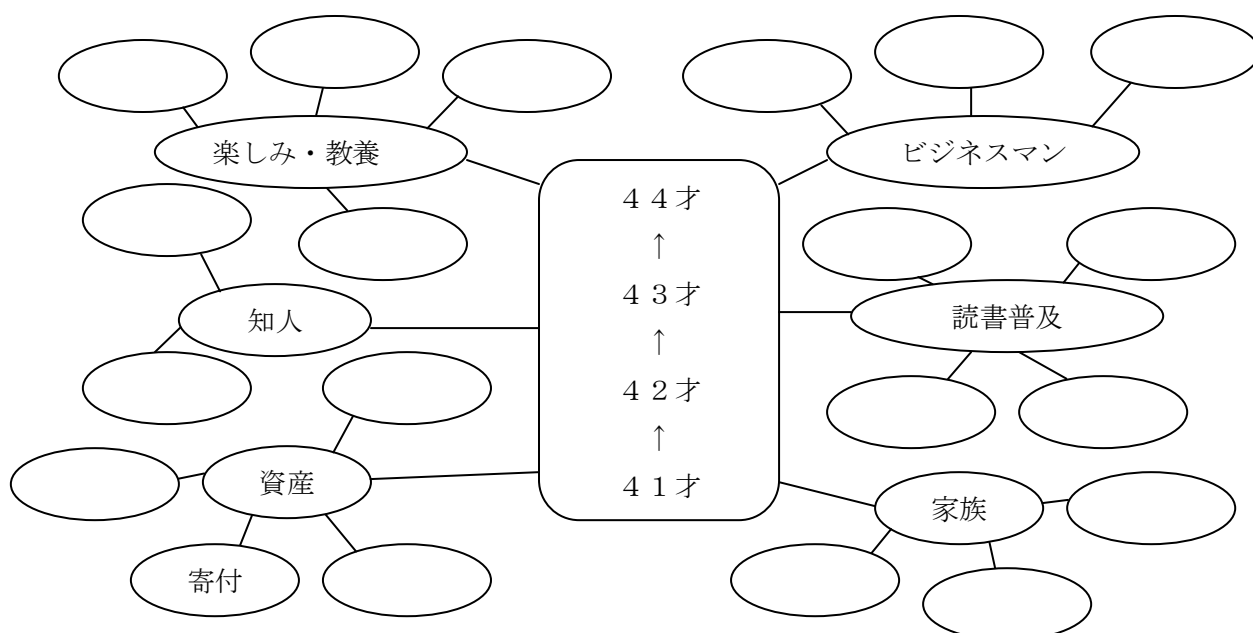 楽しみ・教養
ビジネスマン
４４才
↑
４３才
↑
４２才
↑
４１才
知人
読書普及
資産
家族
寄付